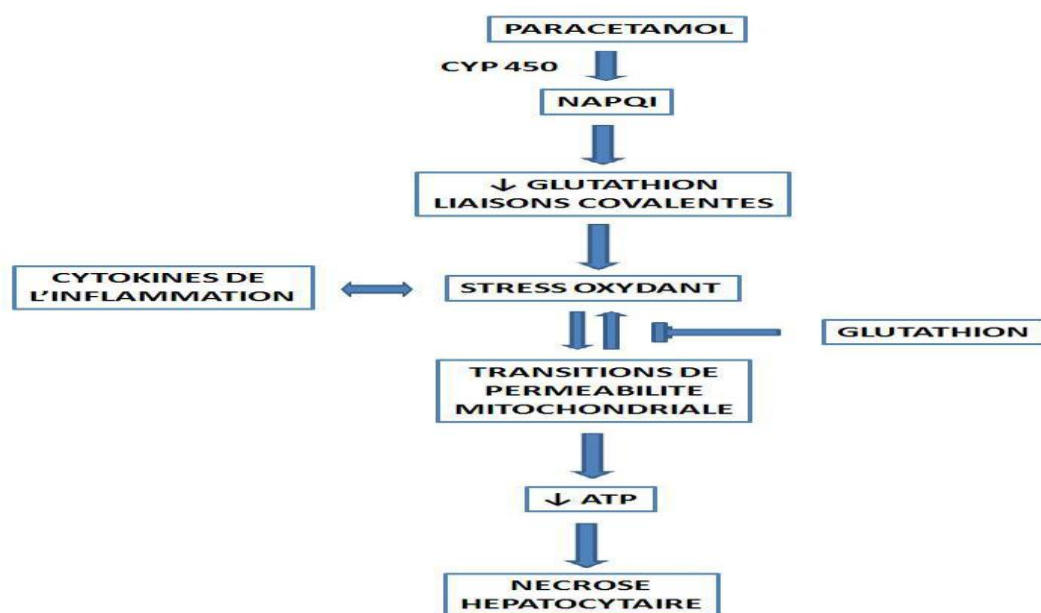 PARACETAMOL
CYP 450
NAPQI
↓ GLUTATHION
LIAISONS COVALENTES
CYTOKINES DE
L'INFLAMMATION
STRESS OXYDANT
GLUTATHION
TRANSITIONS DE
PERMEABILITE
MITOCHONDRIALE
↓ ATP
NECROSE
HEPATOCYTAIRE